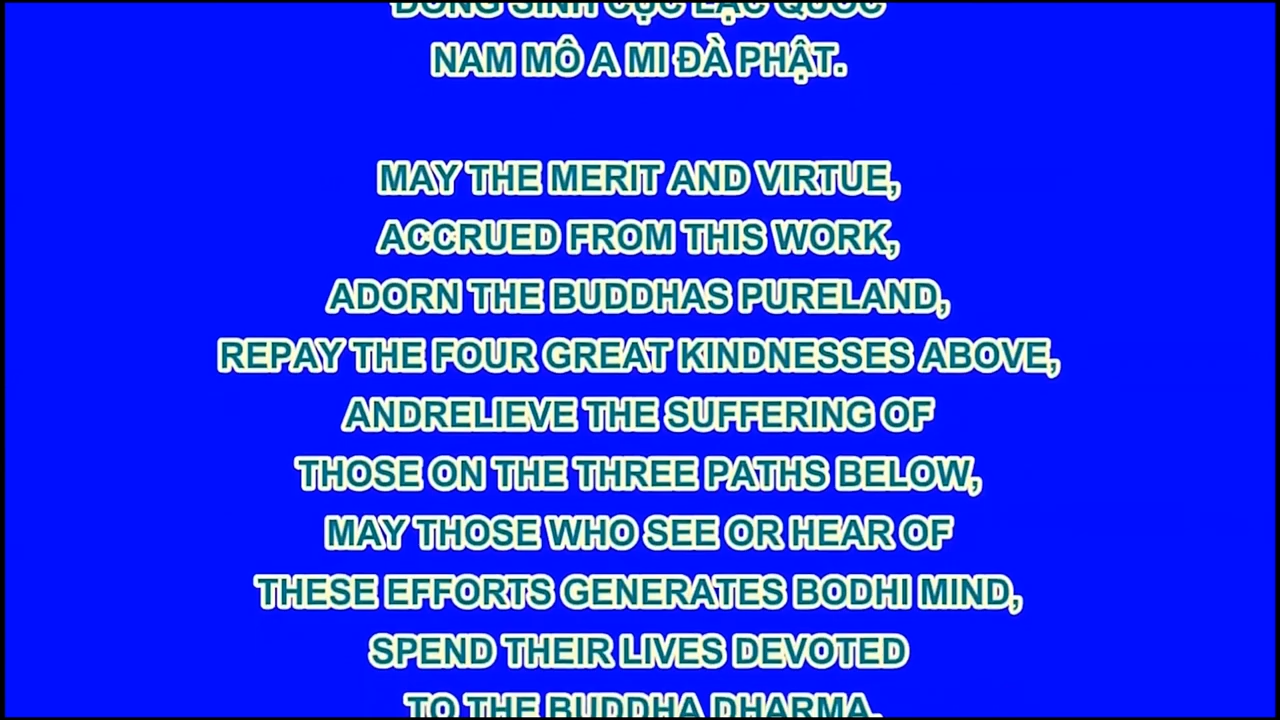 ĐỒNG SINH CỰC LẠC QUỐC
NAM MÔ A MI ĐÀ PHẬT.
MAY THE MERIT AND VIRTUE,
ACCRUED FROM THIS WORK,
ADORN THE BUDDHAS PURELAND,
REPAY THE FOUR GREAT KINDNESSES ABOVE,
ANDRELIEVE THE SUFFERING OF
THOSE ON THE THREE PATHS BELOW,
MAY THOSE WHO SEE OR HEAR OF
THESE EFFORTS GENERATES BODHI MIND,
SPEND THEIR LIVES DEVOTED
TO THE BUDDHA DHARMA,